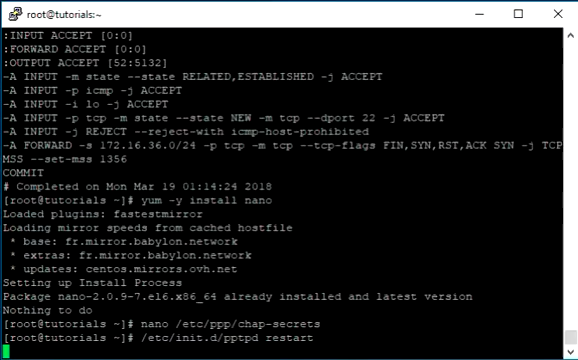 root@tutorials:~
:INPUT ACCEPT [0:0]
:FORWARD ACCEPT [0:0]
:OUTPUT ACCEPT [52:5132]
-A INPUT -m state --state RELATED,ESTABLISHED -j ACCEPT
-A INPUT -p icmp -j ACCEPT
-A INPUT -i lo -j ACCEPT
-A INPUT -p tcp -m state --state NEW -m tcp --dport 22 -j ACCEPT
-A INPUT -j REJECT --reject-with icmp-host-prohibited
-A FORWARD -s 172.16.36.0/24 -p tcp -m tcp --tcp-flags FIN,SYN,RST,ACK SYN -j TCP
MSS --set-mss 1356
COMMIT
# Completed on Mon Mar 19 01:14:24 2018
[root@tutorials ~]# yum -y install nano
Loaded plugins: fastestmirror
Loading mirror speeds from cached hostfile
 * base: fr.mirror.babylon.network
 * extras: fr.mirror.babylon.network
 * updates: centos.mirrors.ovh.net
Setting up Install Process
Package nano-2.0.9-7.el6.x86_64 already installed and latest version
Nothing to do
[root@tutorials ~]# nano /etc/ppp/chap-secrets
[root@tutorials ~]# /etc/init.d/pptpd restart